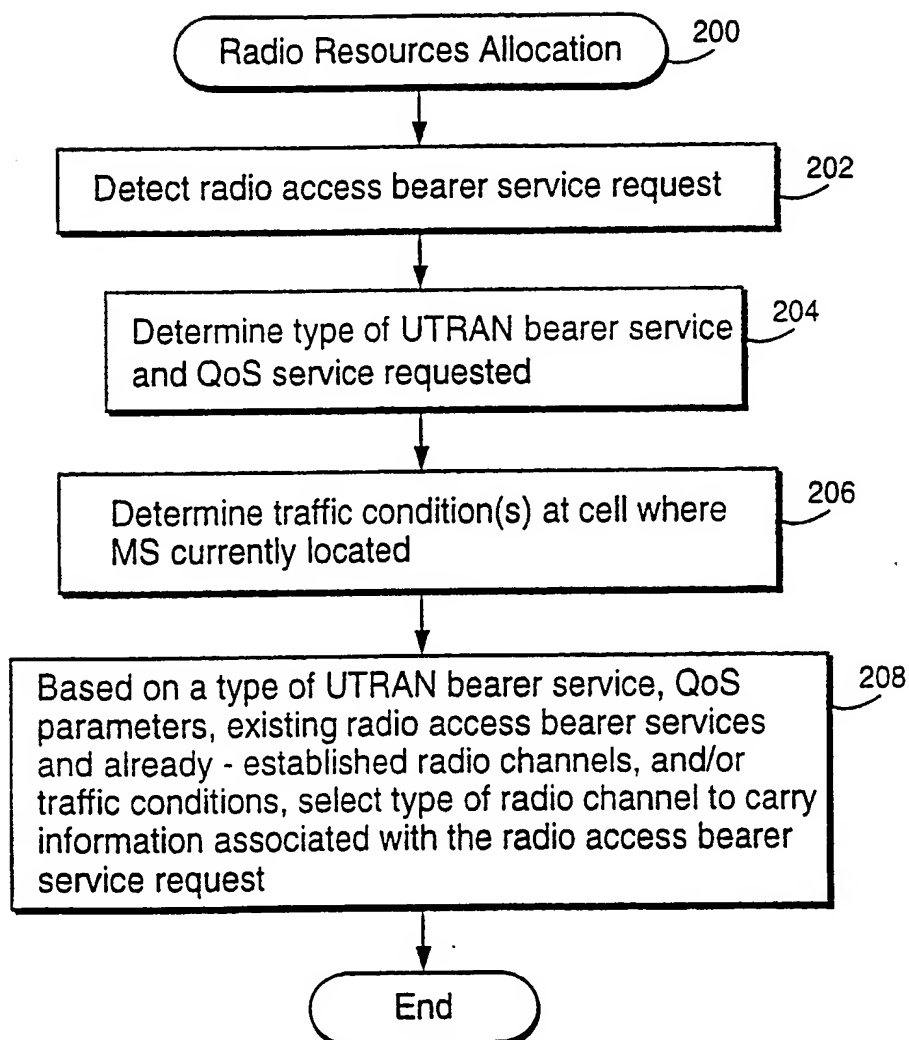 Radio Resources Allocation
200
Detect radio access bearer service request
202
Determine type of UTRAN bearer service
and QoS service requested
204
Determine traffic condition(s) at cell where
MS currently located
206
Based on a type of UTRAN bearer service, QoS
parameters, existing radio access bearer services
and already - established radio channels, and/or
traffic conditions, select type of radio channel to carry
information associated with the radio access bearer
service request
208
End